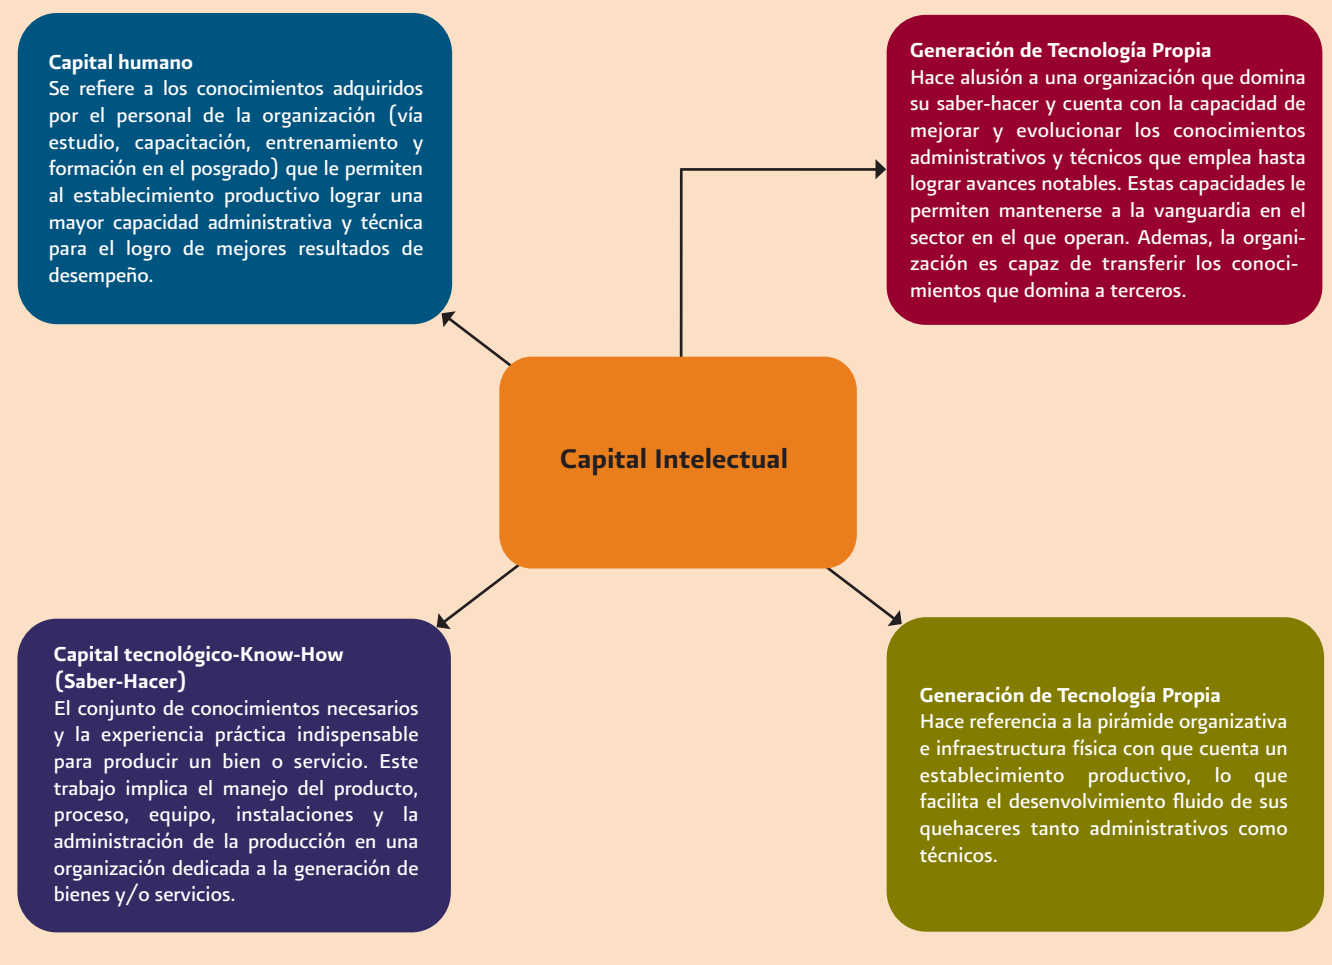 Capital humano
Se refiere a los conocimientos adquiridos
por el personal de la organización (vía
estudio, capacitación, entrenamiento y
formación en el posgrado) que le permiten
al establecimiento productivo lograr una
mayor capacidad administrativa y técnica
para el logro de mejores resultados de
desempeño.
Generación de Tecnología Propia
Hace alusión a una organización que domina
su saber-hacer y cuenta con la capacidad de
mejorar y evolucionar los conocimientos
administrativos y técnicos que emplea hasta
lograr avances notables. Estas capacidades le
permiten mantenerse a la vanguardia en el
sector en el que operan. Ademas, la organi-
zación es capaz de transferir los conoci-
mientos que domina a terceros.
Capital Intelectual
Capital tecnológico-Know-How
(Saber-Hacer)
El conjunto de conocimientos necesarios
y la experiencia práctica indispensable
para producir un bien o servicio. Este
trabajo implica el manejo del producto,
proceso, equipo, instalaciones y la
administración de la producción en una
organización dedicada a la generación de
bienes y/o servicios.
Generación de Tecnología Propia
Hace referencia a la pirámide organizativa
e infraestructura física con que cuenta un
establecimiento productivo, lo que
facilita el desenvolvimiento fluido de sus
quehaceres tanto administrativos como
técnicos.